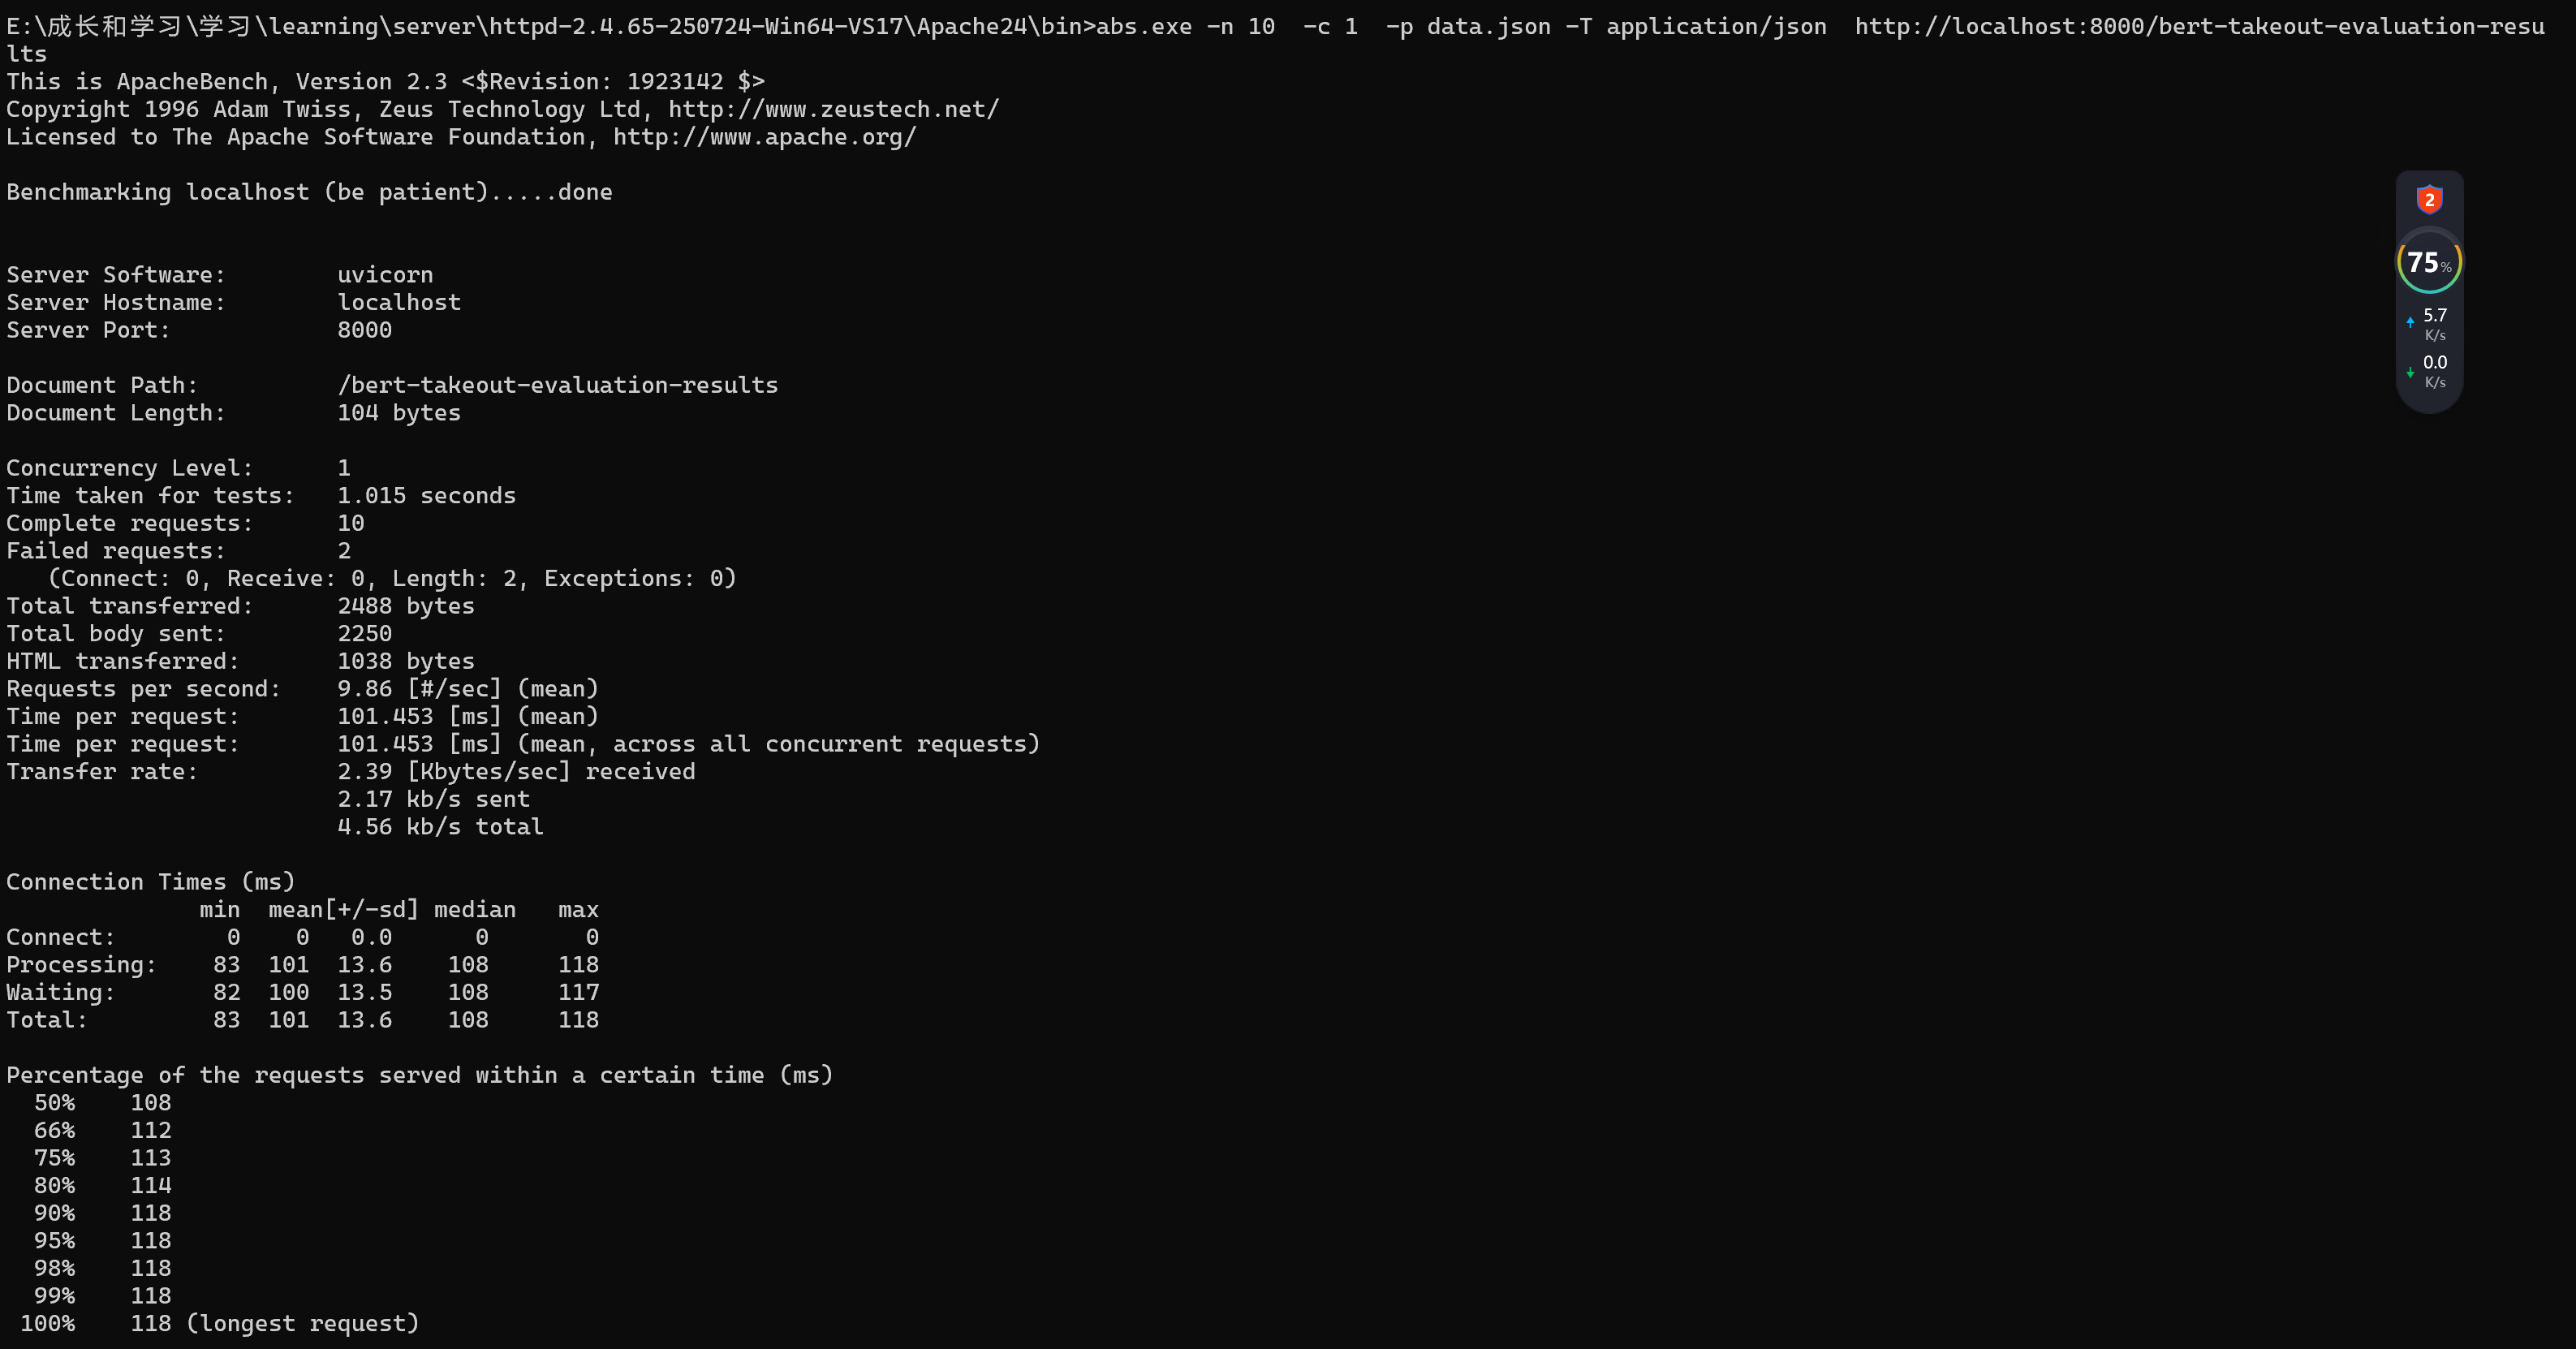 E:\成长和学习\学习\learning\server\httpd-2.4.65-250724-Win64-VS17\Apache24\bin>abs.exe -n 10  -c 1  -p data.json -T application/json  http://localhost:8000/bert-takeout-evaluation-resu
lts
This is ApacheBench, Version 2.3 <$Revision: 1923142 $>
Copyright 1996 Adam Twiss, Zeus Technology Ltd, http://www.zeustech.net/
Licensed to The Apache Software Foundation, http://www.apache.org/
Benchmarking localhost (be patient).....done
Server Software:        uvicorn
Server Hostname:        localhost
Server Port:            8000
Document Path:          /bert-takeout-evaluation-results
Document Length:        104 bytes
Concurrency Level:      1
Time taken for tests:   1.015 seconds
Complete requests:      10
Failed requests:        2
   (Connect: 0, Receive: 0, Length: 2, Exceptions: 0)
Total transferred:      2488 bytes
Total body sent:        2250
HTML transferred:       1038 bytes
Requests per second:    9.86 [#/sec] (mean)
Time per request:       101.453 [ms] (mean)
Time per request:       101.453 [ms] (mean, across all concurrent requests)
Transfer rate:          2.39 [Kbytes/sec] received
                        2.17 kb/s sent
                        4.56 kb/s total
Connection Times (ms)
              min  mean[+/-sd] median   max
Connect:        0    0   0.0      0       0
Processing:    83  101  13.6    108     118
Waiting:       82  100  13.5    108     117
Total:         83  101  13.6    108     118
Percentage of the requests served within a certain time (ms)
  50%    108
  66%    112
  75%    113
  80%    114
  90%    118
  95%    118
  98%    118
  99%    118
 100%    118 (longest request)
2
75%
5.7
K/s
0.0
K/s